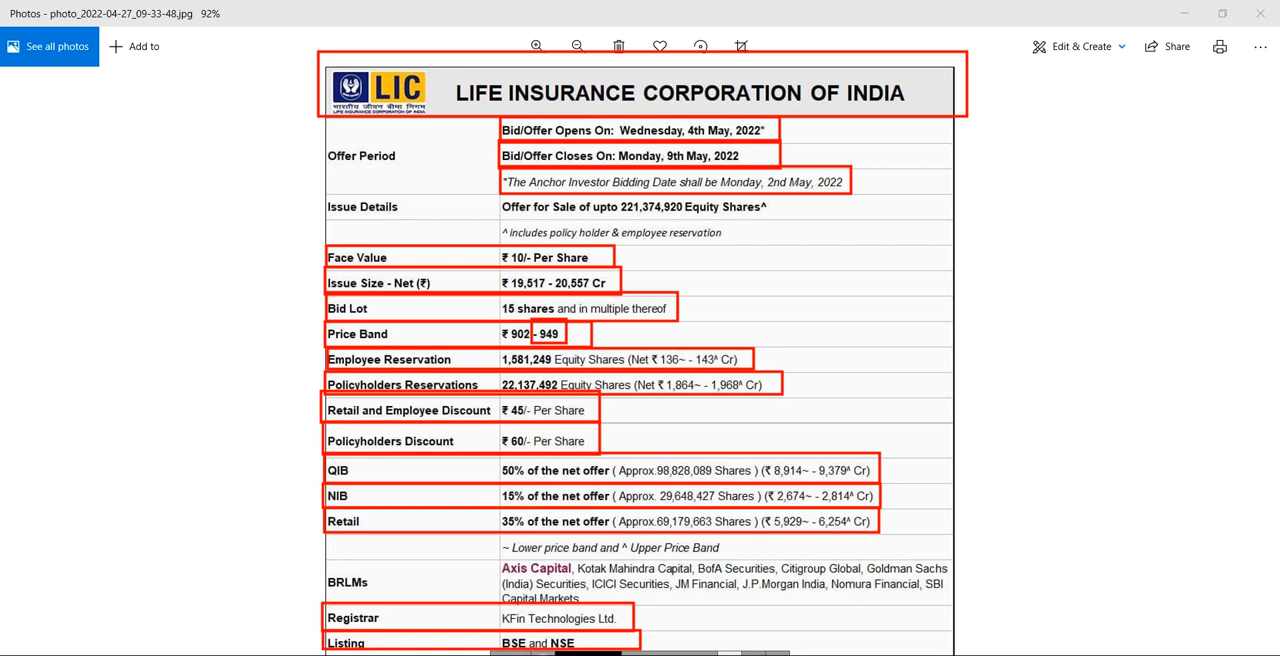 Photos - photo_2022-04-27_09-33-48.jpg 92%
See all photos
Add to
Edit & Create
Share
LIC
भारतीय जीवन बीमा निगम
LIFE INSURANCE CORPORATION OF INDIA
LIFE INSURANCE CORPORATION OF INDIA
Offer Period
Bid/Offer Opens On: Wednesday, 4th May, 2022*
Bid/Offer Closes On: Monday, 9th May, 2022
*The Anchor Investor Bidding Date shall be Monday, 2nd May, 2022
Issue Details Offer for Sale of upto 221,374,920 Equity Shares^
^ includes policy holder & employee reservation
Face Value ₹ 10/- Per Share
Issue Size - Net (₹) ₹ 19,517 - 20,557 Cr
Bid Lot 15 shares and in multiple thereof
Price Band ₹ 902 - 949
Employee Reservation 1,581,249 Equity Shares (Net ₹ 136~ - 143^ Cr)
Policyholders Reservations 22,137,492 Equity Shares (Net ₹ 1,864~ - 1,968^ Cr)
Retail and Employee Discount ₹ 45/- Per Share
Policyholders Discount ₹ 60/- Per Share
QIB 50% of the net offer ( Approx.98,828,089 Shares ) (₹ 8,914~ - 9,379^ Cr)
NIB 15% of the net offer ( Approx. 29,648,427 Shares ) (₹ 2,674~ - 2,814^ Cr)
Retail 35% of the net offer ( Approx.69,179,663 Shares ) (₹ 5,929~ - 6,254^ Cr)
~ Lower price band and ^ Upper Price Band
BRLMs
Axis Capital, Kotak Mahindra Capital, BofA Securities, Citigroup Global, Goldman Sachs
(India) Securities, ICICI Securities, JM Financial, J.P.Morgan India, Nomura Financial, SBI
Capital Markets
Registrar KFin Technologies Ltd.
Listing BSE and NSE